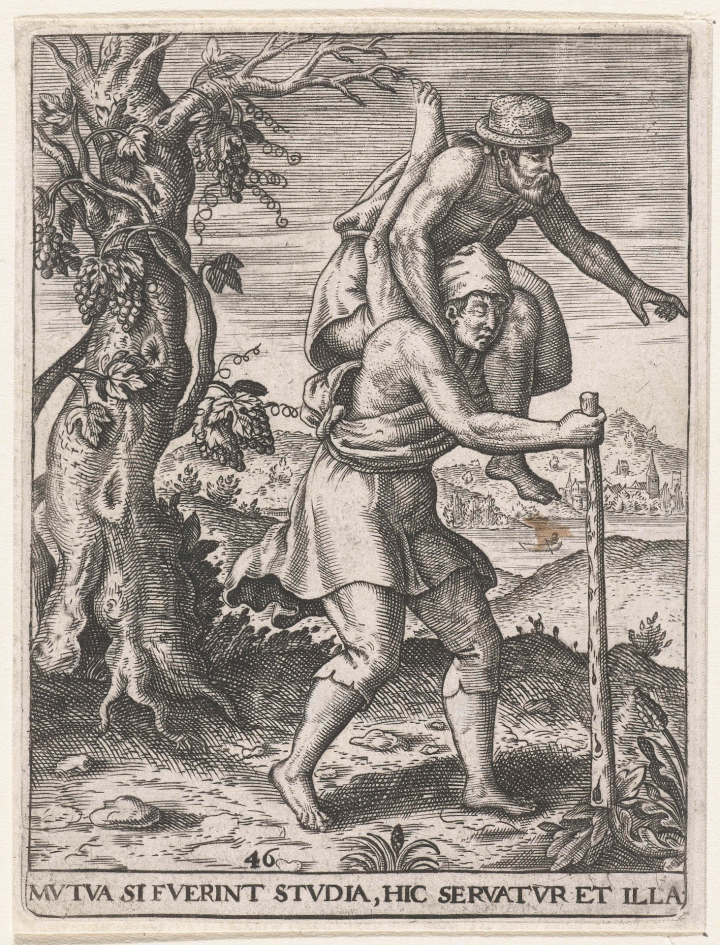 46
MVTVA SI FVERINT STVDIA, HIC SERVATVR ET ILLA